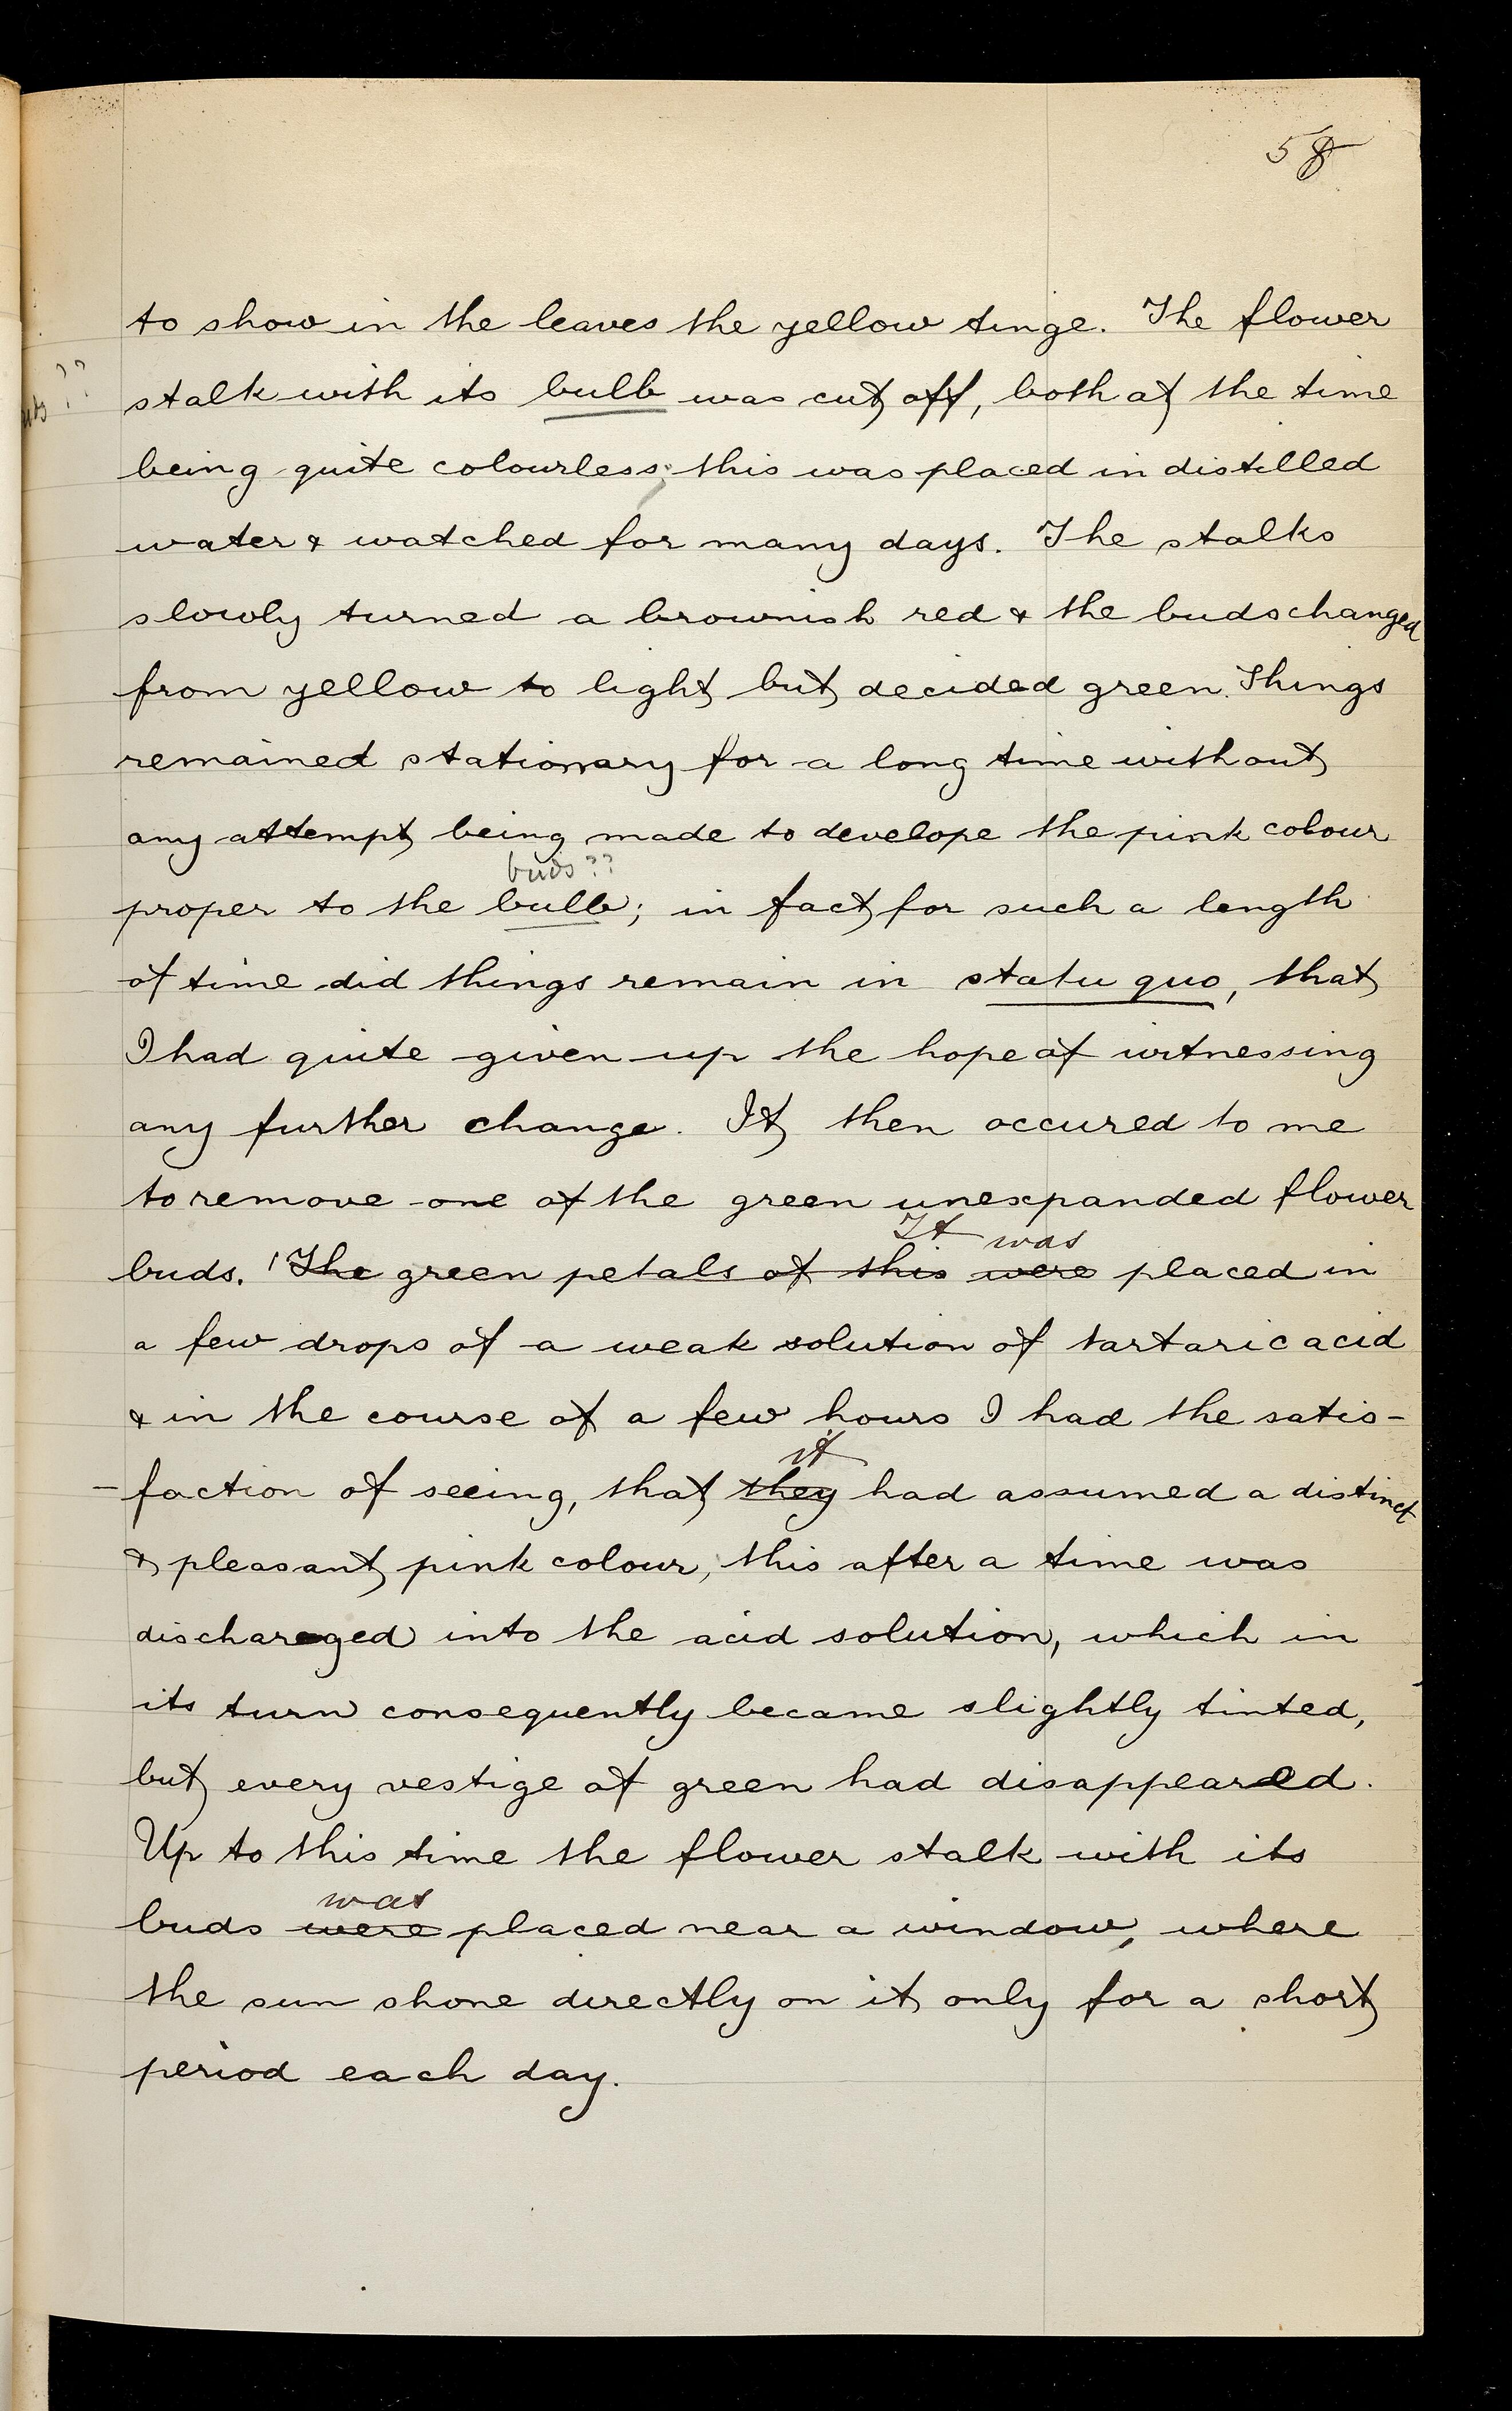 58
to show in the leaves the yellow tinge. The flower
stalk with its bulb was cut off, both at the time
being quite colourless; this was placed in distilled
water & watched for many days. The stalks
slowly turned a brownish red & the buds changed
from yellow to light but decided green. Things
remained stationary for a long time without
any attempt being made to develope the pink colour
buds??
proper to the bulb; in fact for such a length
of time did things remain in statu quo, that
I had quite given up the hope of witnessing
any further change. It then occured to me
to remove one of the green unexpanded flower
It was
buds. The green petals of this were placed in
a few drops of a weak solution of tartaric acid
& in the course of a few hours I had the satis-
it
-faction of seeing, that they had assumed a distinct
& pleasant pink colour, this after a time was
discharged into the acid solution, which in
its turn consequently became slightly tinted,
but every vestige of green had disappeared.
Up to this time the flower stalk with its
was
buds were placed near a window, where
the sun shone directly on it only for a short
period each day.